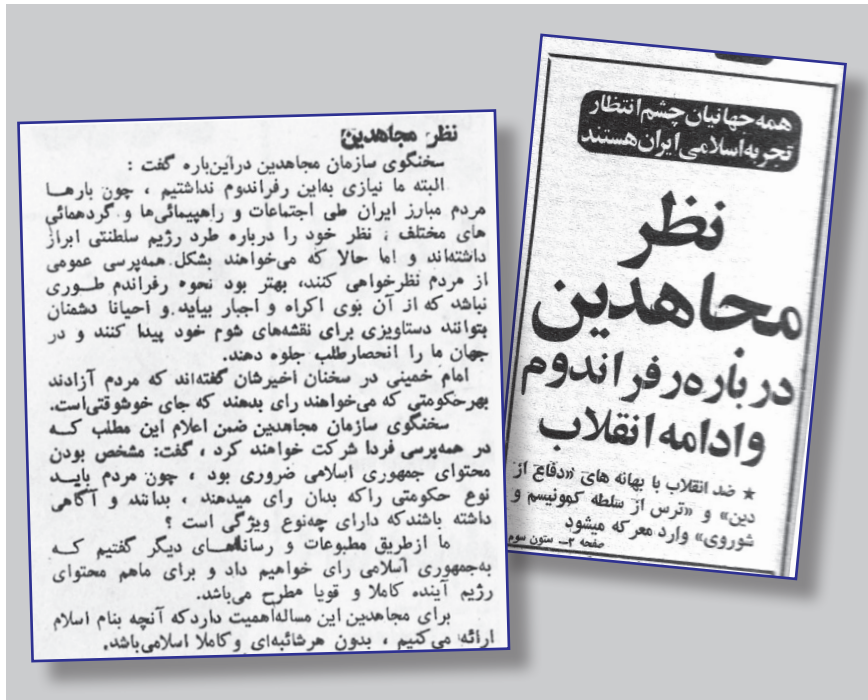 همه جهانیان چشم انتظار
تجربه اسلامی ایران هستند
نظر
مجاهدین
درباره رفراندوم
وادامه انقلاب
★ ضد انقلاب با بهانه های «دفاع از
دین» و «ترس از سلطه کمونیسم و
شوروی» وارد معرکه میشود
صفحه ۲ــ ستون سوم
نظر مجاهدین:
سخنگوی سازمان مجاهدین دراین‌باره گفت :
البته ما نیازی به‌این رفراندوم نداشتیم ، چون بارهــا
مردم مبارز ایران طی اجتماعات و راهپیمائی‌ها و گردهمائی
های مختلف ، نظر خود را درباره طرد رژیم سلطنتی ابراز
داشته‌اند و اما حالا که می‌خواهند بشکل همه‌پرسی عمومی
از مردم نظرخواهی کنند، بهتر بود نحوه رفراندم طــوری
نباشد که از آن بوی اکراه و اجبار بیاید و احیانا دشمنان
بتوانند دستاویزی برای نقشه‌های شوم خود پیدا کنند و در
جهان ما را انحصارطلب جلوه دهند.
امام خمینی در سخنان اخیرشان گفته‌اند که مردم آزادند
بهرحکومتی که می‌خواهند رای بدهند که جای خوشوقتی‌است.
سخنگوی سازمان مجاهدین ضمن اعلام این مطلب کــه
در همه‌پرسی فردا شرکت خواهند کرد ، گفت: مشخص بودن
محتوای جمهوری اسلامی ضروری بود ، چون مردم بایــد
نوع حکومتی راکه بدان رای میدهند ، بدانند و آگاهی
داشته باشندکه دارای چه‌نوع ویژگی است ؟
ما ازطریق مطبوعات و رسانه‌هــای دیگر گفتیم کــه
به‌جمهوری اسلامی رای خواهیم داد و برای ماهم محتوای
رژیم آینده کاملا و قویا مطرح می‌باشد.
برای مجاهدین این مساله‌اهمیت داردکه آنچه بنام اسلام
ارائه می‌کنیم ، بدون هرشائبه‌ای وکاملا اسلامی‌باشد.